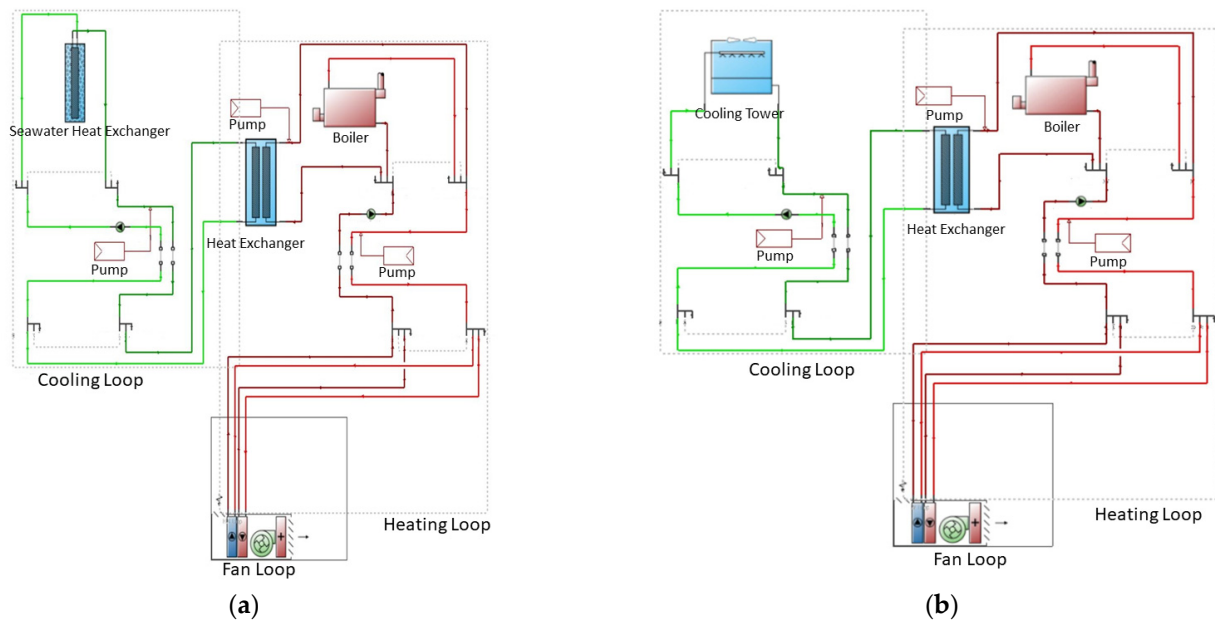 Seawater Heat Exchanger
Pump
Boiler
Heat Exchanger
Pump
Pump
Cooling Loop
Heating Loop
Fan Loop
(a)
Cooling Tower
Pump
Boiler
Heat Exchanger
Pump
Pump
Cooling Loop
Heating Loop
Fan Loop
(b)